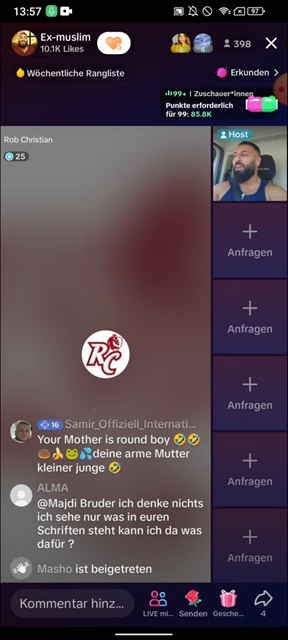 13:57
97
Ex-muslim
10.1K Likes
398
Wöchentliche Rangliste
Erkunden >
99+ | Zuschauer*innen
Punkte erforderlich
für 99: 85.8K
Rob Christian
25
Host
RC
Anfragen
Anfragen
Anfragen
Anfragen
Anfragen
16 Samir_Offiziell_Internati...
Your Mother is round boy 🤣🤣
🍩🍌🐸💦deine arme Mutter
kleiner junge 🤣
ALMA
@Majdi Bruder ich denke nichts
ich sehe nur was in euren
Schriften steht kann ich da was
dafür ?
Masho ist beigetreten
Kommentar hinz...
LIVE mi...
Senden
Gesche...
4